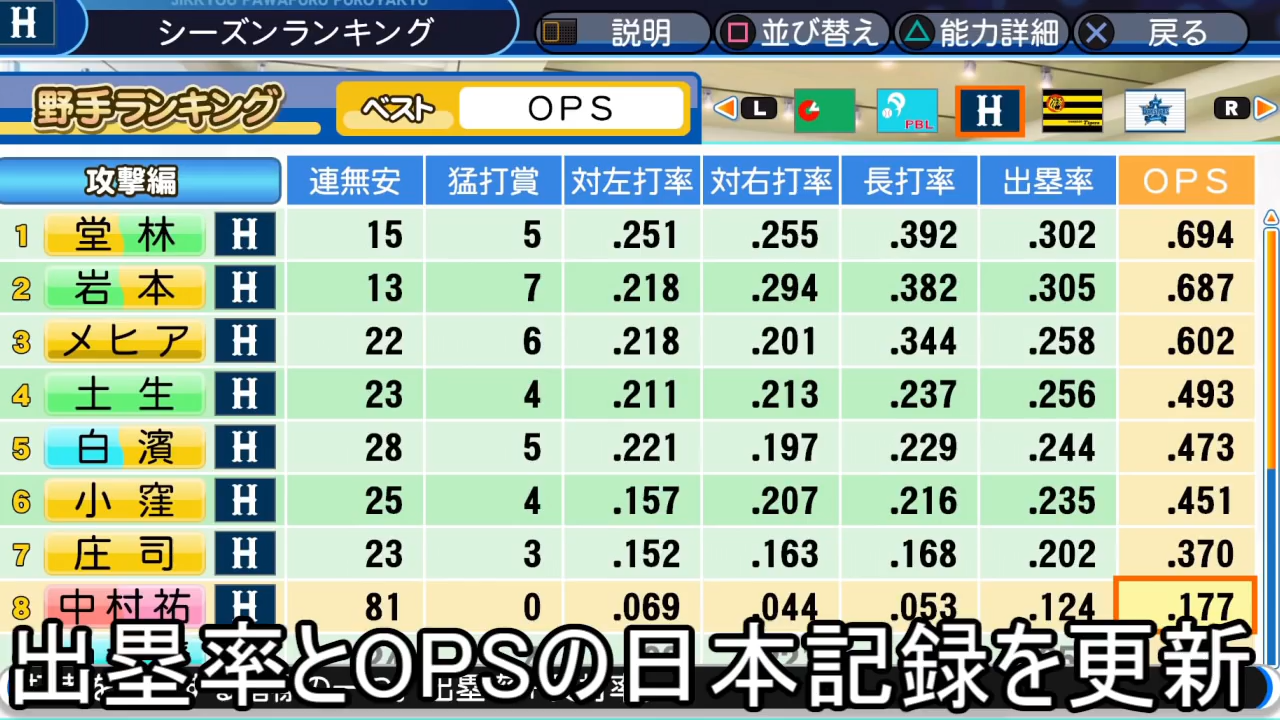 JIKKYOU PAWAFURU PUROYAKYU
H シーズンランキング 説明 並び替え 能力詳細 戻る
野手ランキング ベスト OPS L PBL H Tigers R
攻撃編 連無安 猛打賞 対左打率 対右打率 長打率 出塁率 OPS
1 堂林 H 15 5 .251 .255 .392 .302 .694
2 岩本 H 13 7 .218 .294 .382 .305 .687
3 メヒア H 22 6 .218 .201 .344 .258 .602
4 土生 H 23 4 .211 .213 .237 .256 .493
5 白濱 H 28 5 .221 .197 .229 .244 .473
6 小窪 H 25 4 .157 .207 .216 .235 .451
7 庄司 H 23 3 .152 .163 .168 .202 .370
8 中村祐 H 81 0 .069 .044 .053 .124 .177
出塁率とOPSの日本記録を更新